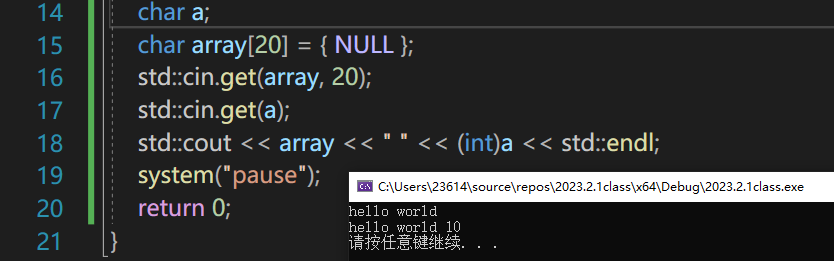 14 char a;
15 char array[20] = { NULL };
16 std::cin.get(array, 20);
17 std::cin.get(a);
18 std::cout << array << " " << (int)a << std::endl;
19 system("pause");
20 return 0;
21 }
C:\Users\23614\source\repos\2023.2.1class\x64\Debug\2023.2.1class.exe
hello world
hello world 10
请按任意键继续. . .